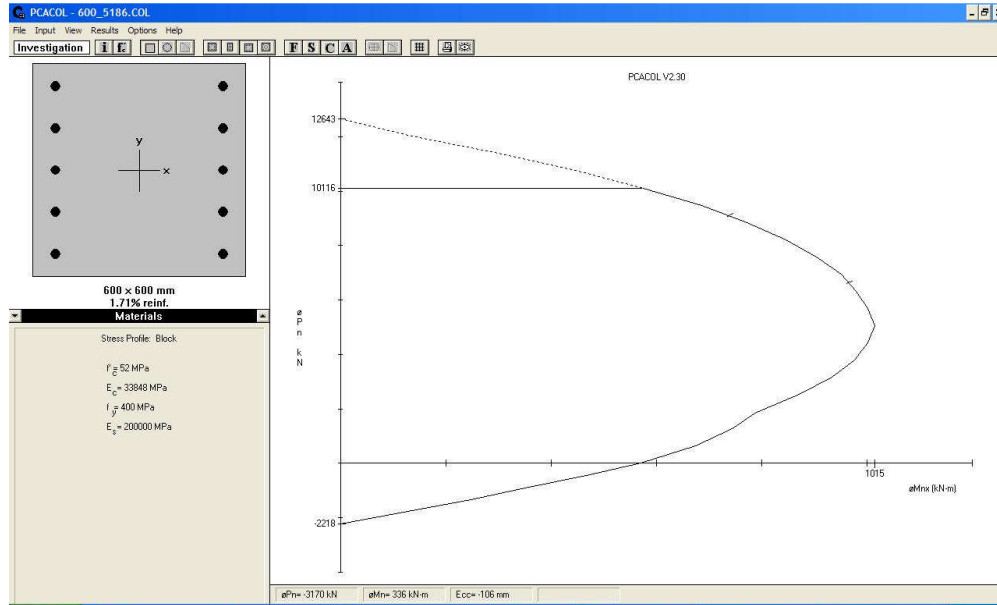 PCACOL - 600_5186.COL
File Input View Results Options Help
Investigation
F S C A
y
x
600 x 600 mm
1.71% reinf.
Materials
Stress Profile: Block
f'c = 52 MPa
Ec = 33848 MPa
fy = 400 MPa
Es = 200000 MPa
PCACOL V2.30
12643
10116
ø
P
n
k
N
1015
øMnx (kN-m)
-2218
øPn= -3170 kN øMn= 336 kN-m Ecc= -106 mm